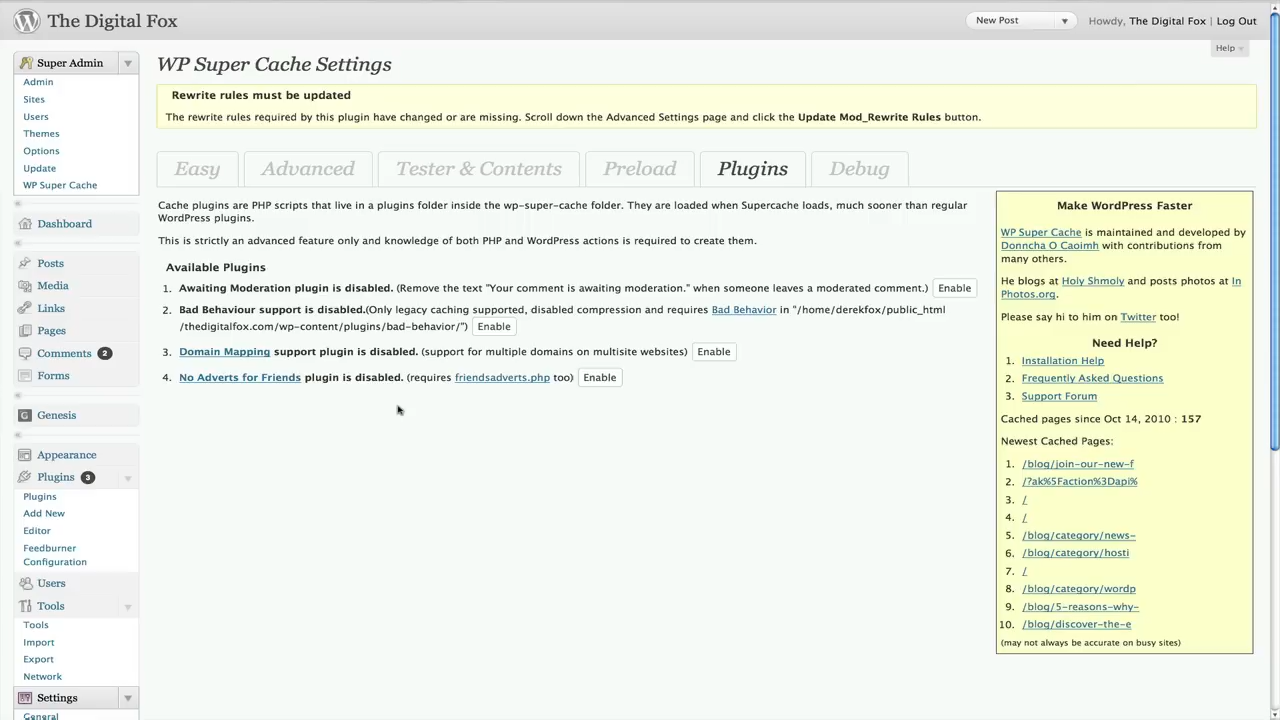 The Digital Fox
New Post
Howdy, The Digital Fox | Log Out
Help
Super Admin
Admin
Sites
Users
Themes
Options
Update
WP Super Cache
Dashboard
Posts
Media
Links
Pages
Comments 2
Forms
Genesis
Appearance
Plugins 3
Plugins
Add New
Editor
Feedburner
Configuration
Users
Tools
Tools
Import
Export
Network
Settings
General
WP Super Cache Settings
Rewrite rules must be updated
The rewrite rules required by this plugin have changed or are missing. Scroll down the Advanced Settings page and click the Update Mod_Rewrite Rules button.
Easy
Advanced
Tester & Contents
Preload
Plugins
Debug
Cache plugins are PHP scripts that live in a plugins folder inside the wp-super-cache folder. They are loaded when Supercache loads, much sooner than regular
WordPress plugins.
This is strictly an advanced feature only and knowledge of both PHP and WordPress actions is required to create them.
Available Plugins
1. Awaiting Moderation plugin is disabled. (Remove the text "Your comment is awaiting moderation." when someone leaves a moderated comment.) Enable
2. Bad Behaviour support is disabled.(Only legacy caching supported, disabled compression and requires Bad Behavior in "/home/derekfox/public_html
/thedigitalfox.com/wp-content/plugins/bad-behavior/") Enable
3. Domain Mapping support plugin is disabled. (support for multiple domains on multisite websites) Enable
4. No Adverts for Friends plugin is disabled. (requires friendsadverts.php too) Enable
Make WordPress Faster
WP Super Cache is maintained and developed by
Donncha O Caoimh with contributions from
many others.
He blogs at Holy Shmoly and posts photos at In
Photos.org.
Please say hi to him on Twitter too!
Need Help?
1. Installation Help
2. Frequently Asked Questions
3. Support Forum
Cached pages since Oct 14, 2010 : 157
Newest Cached Pages:
1. /blog/join-our-new-f
2. /?ak%5Faction%3Dapi%
3. /
4. /
5. /blog/category/news-
6. /blog/category/hosti
7. /
8. /blog/category/wordp
9. /blog/5-reasons-why-
10. /blog/discover-the-e
(may not always be accurate on busy sites)